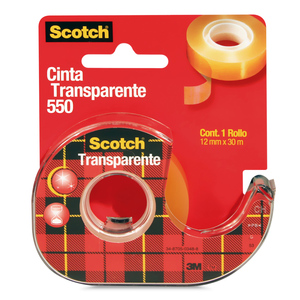 Scotch
Cinta
Transparente
550
Cont. 1 Rollo
12 mm x 30 m
Scotch
Transparente
3M